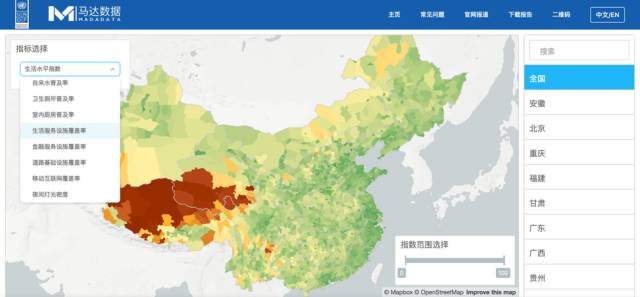 马达数据
MADADATA
主页
常见问题
官网报道
下载报告
二维码
中文/EN
指标选择
生活水平指数
自来水普及率
卫生厕所普及率
室内厨房普及率
生活服务设施覆盖率
金融服务设施覆盖率
道路基础设施覆盖率
移动互联网覆盖率
夜间灯光密度
指数范围选择
0
100
© Mapbox © OpenStreetMap Improve this map
搜索
全国
安徽
北京
重庆
福建
甘肃
广东
广西
贵州